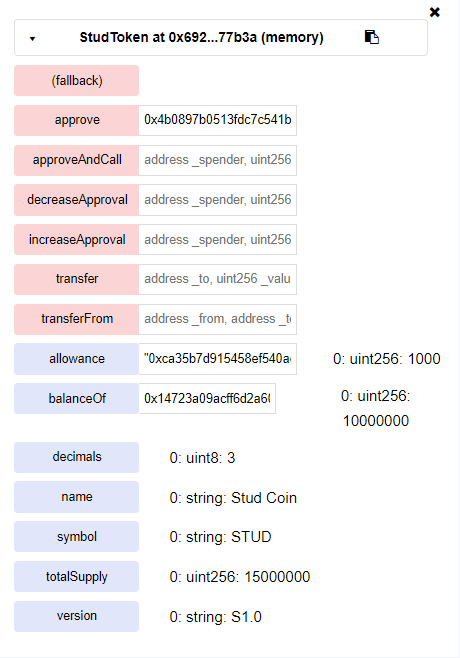 StudToken at 0x692...77b3a (memory)
(fallback)
approve 0x4b0897b0513fdc7c541b
approveAndCall address _spender, uint256
decreaseApproval address _spender, uint256
increaseApproval address _spender, uint256
transfer address _to, uint256 _valu
transferFrom address _from, address _to
allowance "0xca35b7d915458ef540ad 0: uint256: 1000
balanceOf 0x14723a09acff6d2a60 0: uint256:
10000000
decimals 0: uint8: 3
name 0: string: Stud Coin
symbol 0: string: STUD
totalSupply 0: uint256: 15000000
version 0: string: S1.0